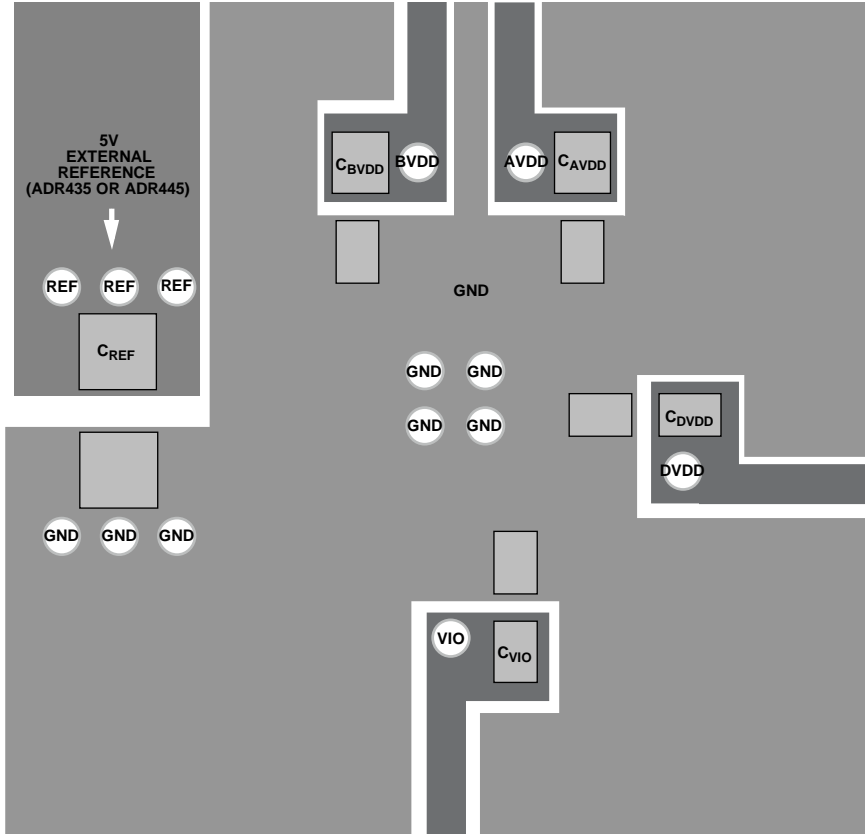 5V
EXTERNAL
REFERENCE
(ADR435 OR ADR445)
CBVDD
BVDD
AVDD
CAVDD
REF
REF
REF
GND
CREF
GND
GND
GND
GND
CDVDD
DVDD
GND
GND
GND
VIO
CVIO